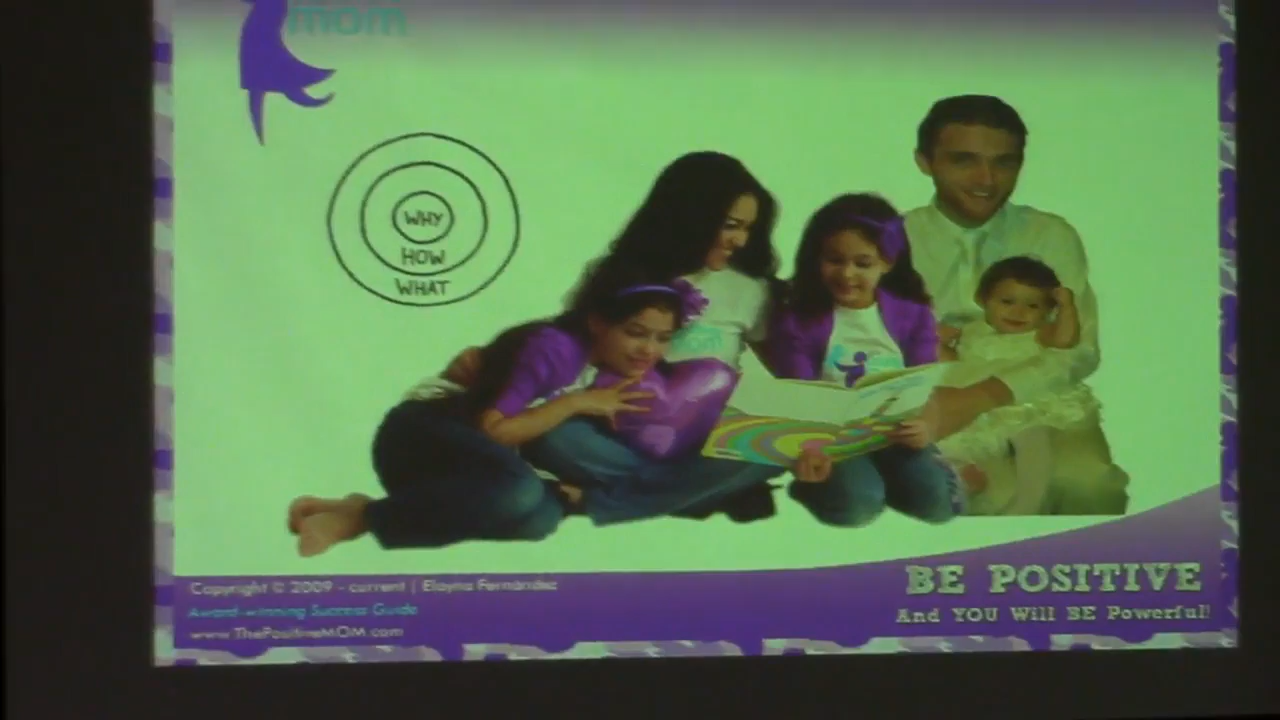 mom
WHY
HOW
WHAT
mom
Copyright © 2009 - current | Elayna Fernández
Award-winning Success Guide
www.ThePositiveMOM.com
BE POSITIVE
And YOU Will BE Powerful!